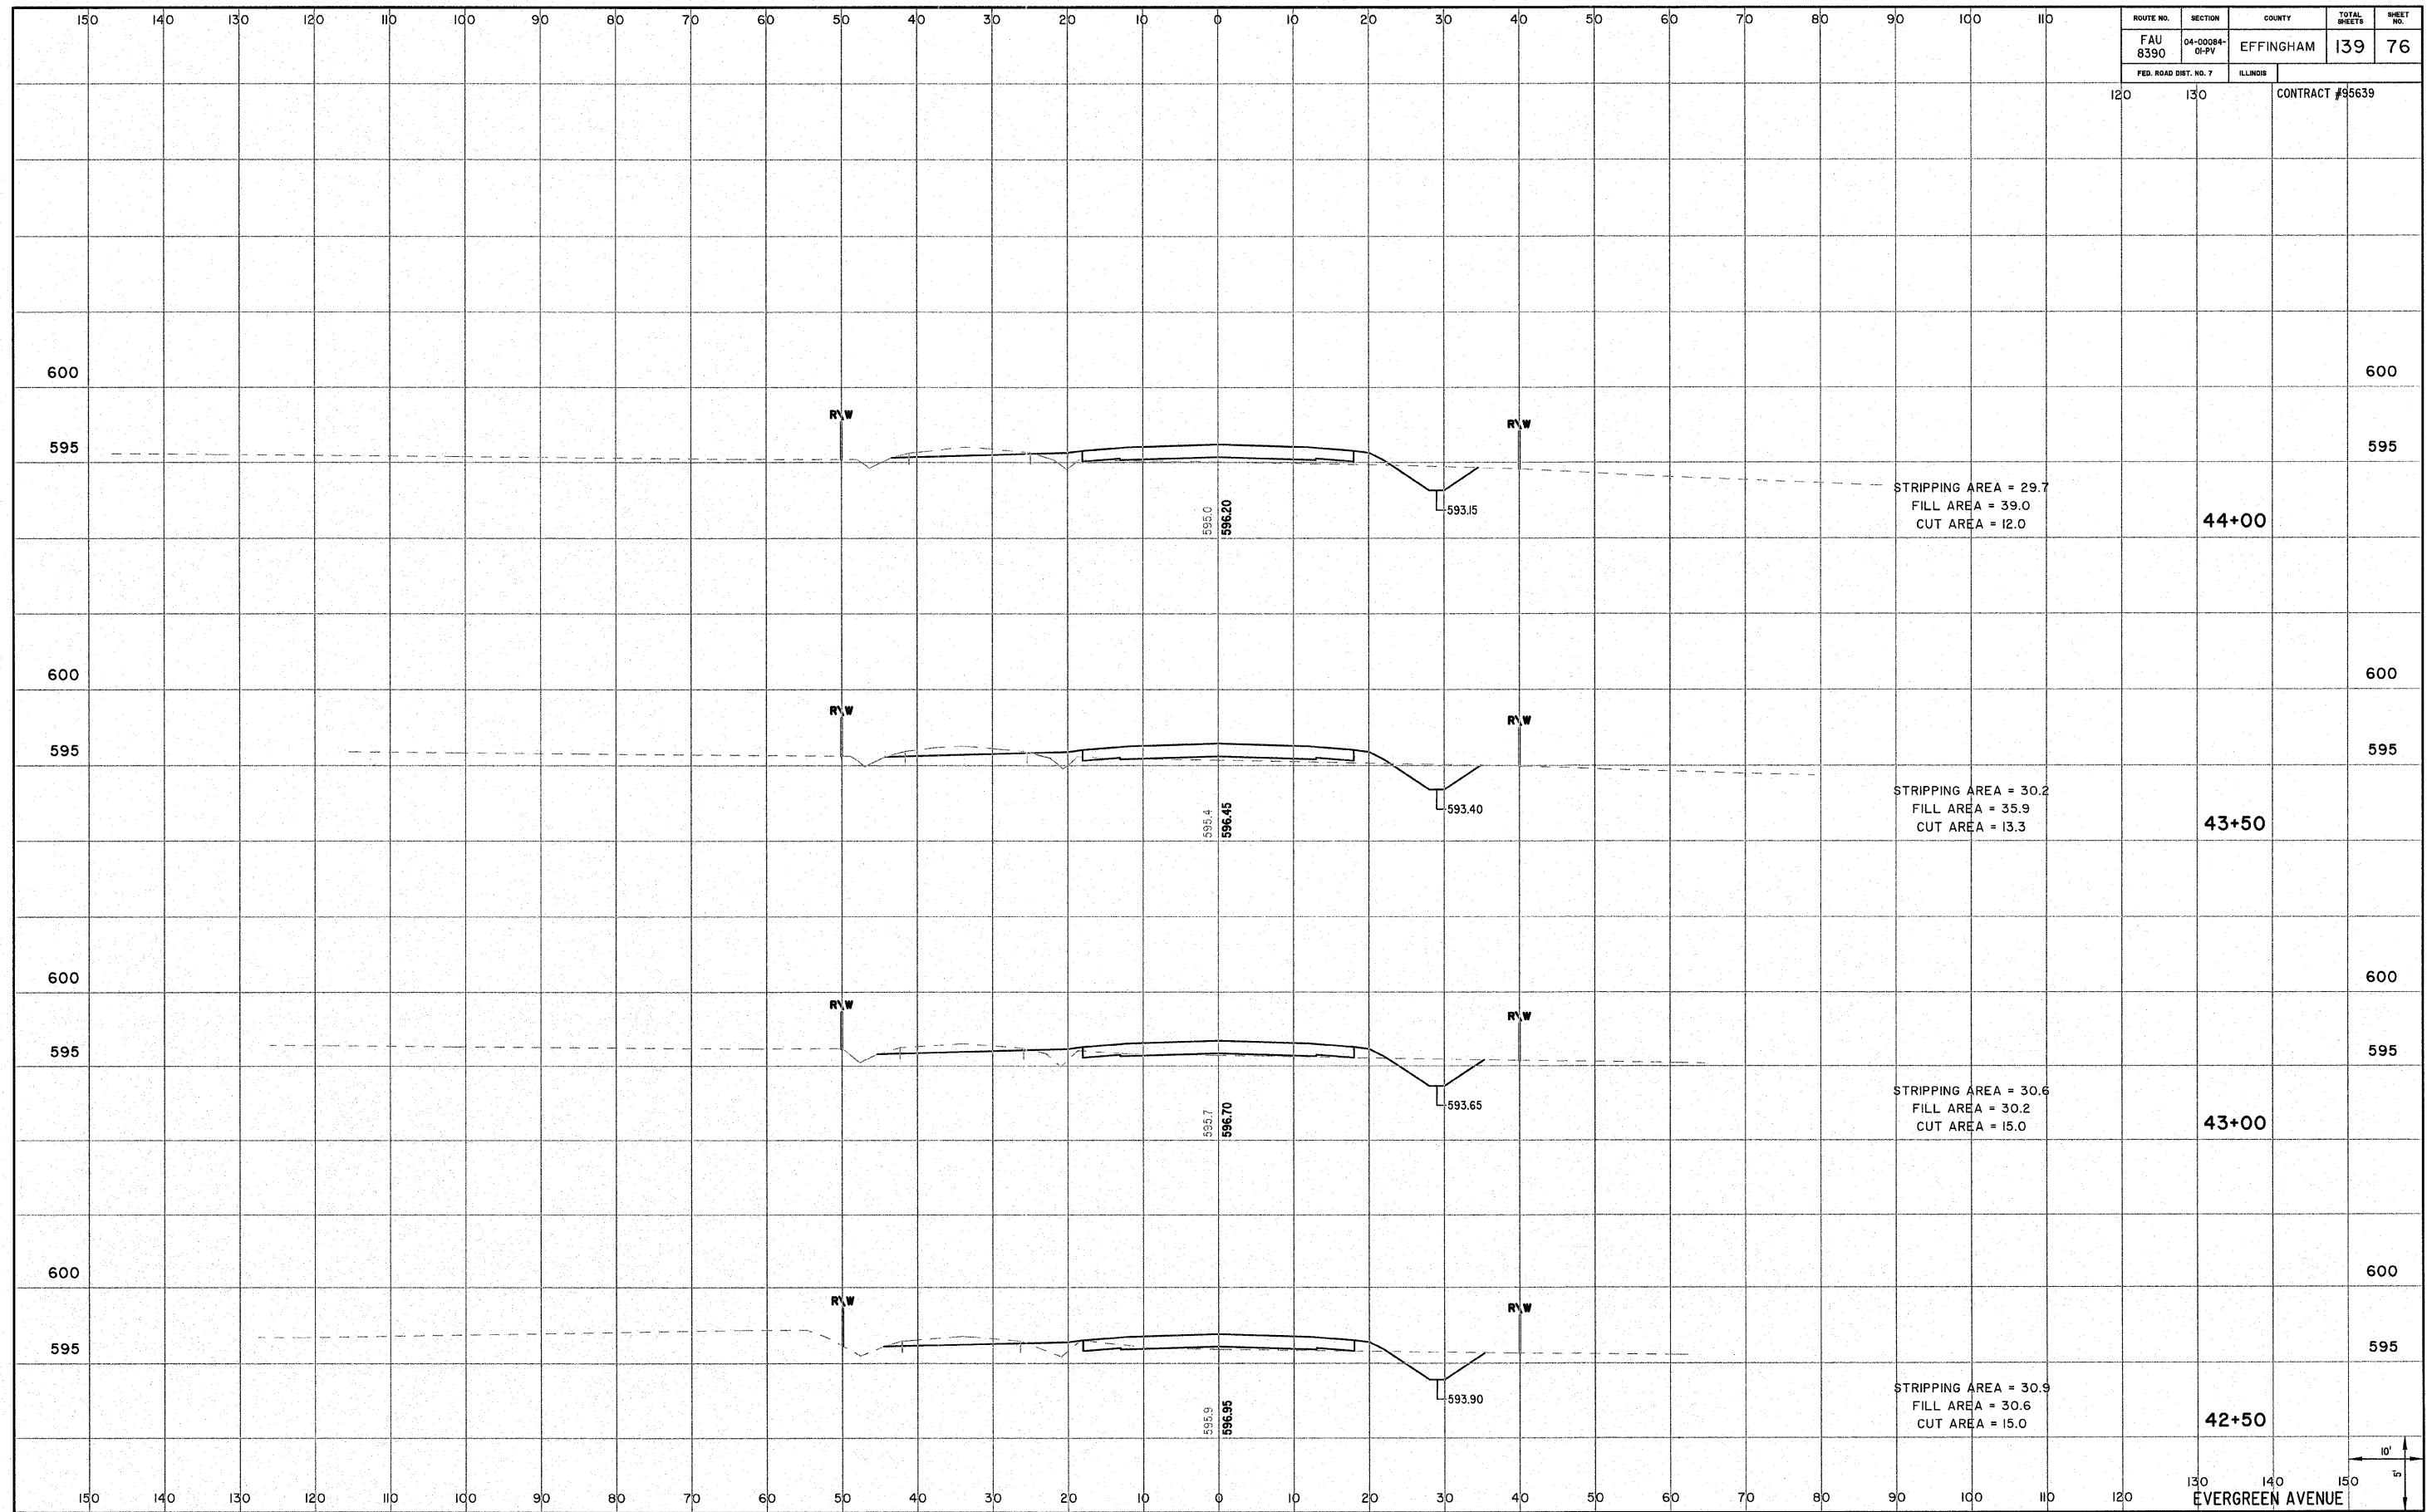 150 140 130 120 110 100 90 80 70 60 50 40 30 20 10 0 10 20 30 40 50 60 70 80 90 100 110
ROUTE NO. SECTION COUNTY TOTAL SHEETS SHEET NO.
FAU 8390 04-00084-01-PV EFFINGHAM 139 76
FED. ROAD DIST. NO. 7 ILLINOIS
120 130 CONTRACT #95639
600 600
R\W R\W
595 595
593.15
595.0
596.20
STRIPPING AREA = 29.7
FILL AREA = 39.0
CUT AREA = 12.0
44+00
600 600
R\W R\W
595 595
593.40
595.4
596.45
STRIPPING AREA = 30.2
FILL AREA = 35.9
CUT AREA = 13.3
43+50
600 600
R\W R\W
595 595
593.65
595.7
596.70
STRIPPING AREA = 30.6
FILL AREA = 30.2
CUT AREA = 15.0
43+00
600 600
R\W R\W
595 595
593.90
595.9
596.95
STRIPPING AREA = 30.9
FILL AREA = 30.6
CUT AREA = 15.0
42+50
10'
5'
130 140 150
150 140 130 120 110 100 90 80 70 60 50 40 30 20 10 0 10 20 30 40 50 60 70 80 90 100 110 120
EVERGREEN AVENUE